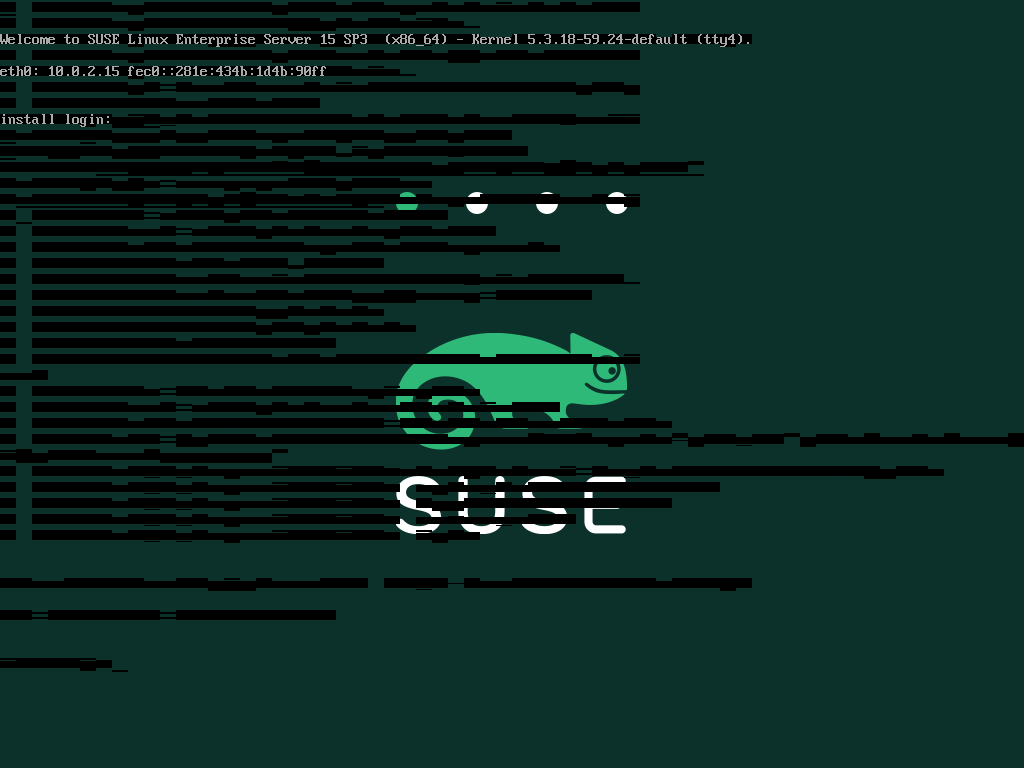 Welcome to SUSE Linux Enterprise Server 15 SP3  (x86_64) - Kernel 5.3.18-59.24-default (tty4).
eth0: 10.0.2.15 fec0::281e:434b:1d4b:90ff
install login:
SUSE